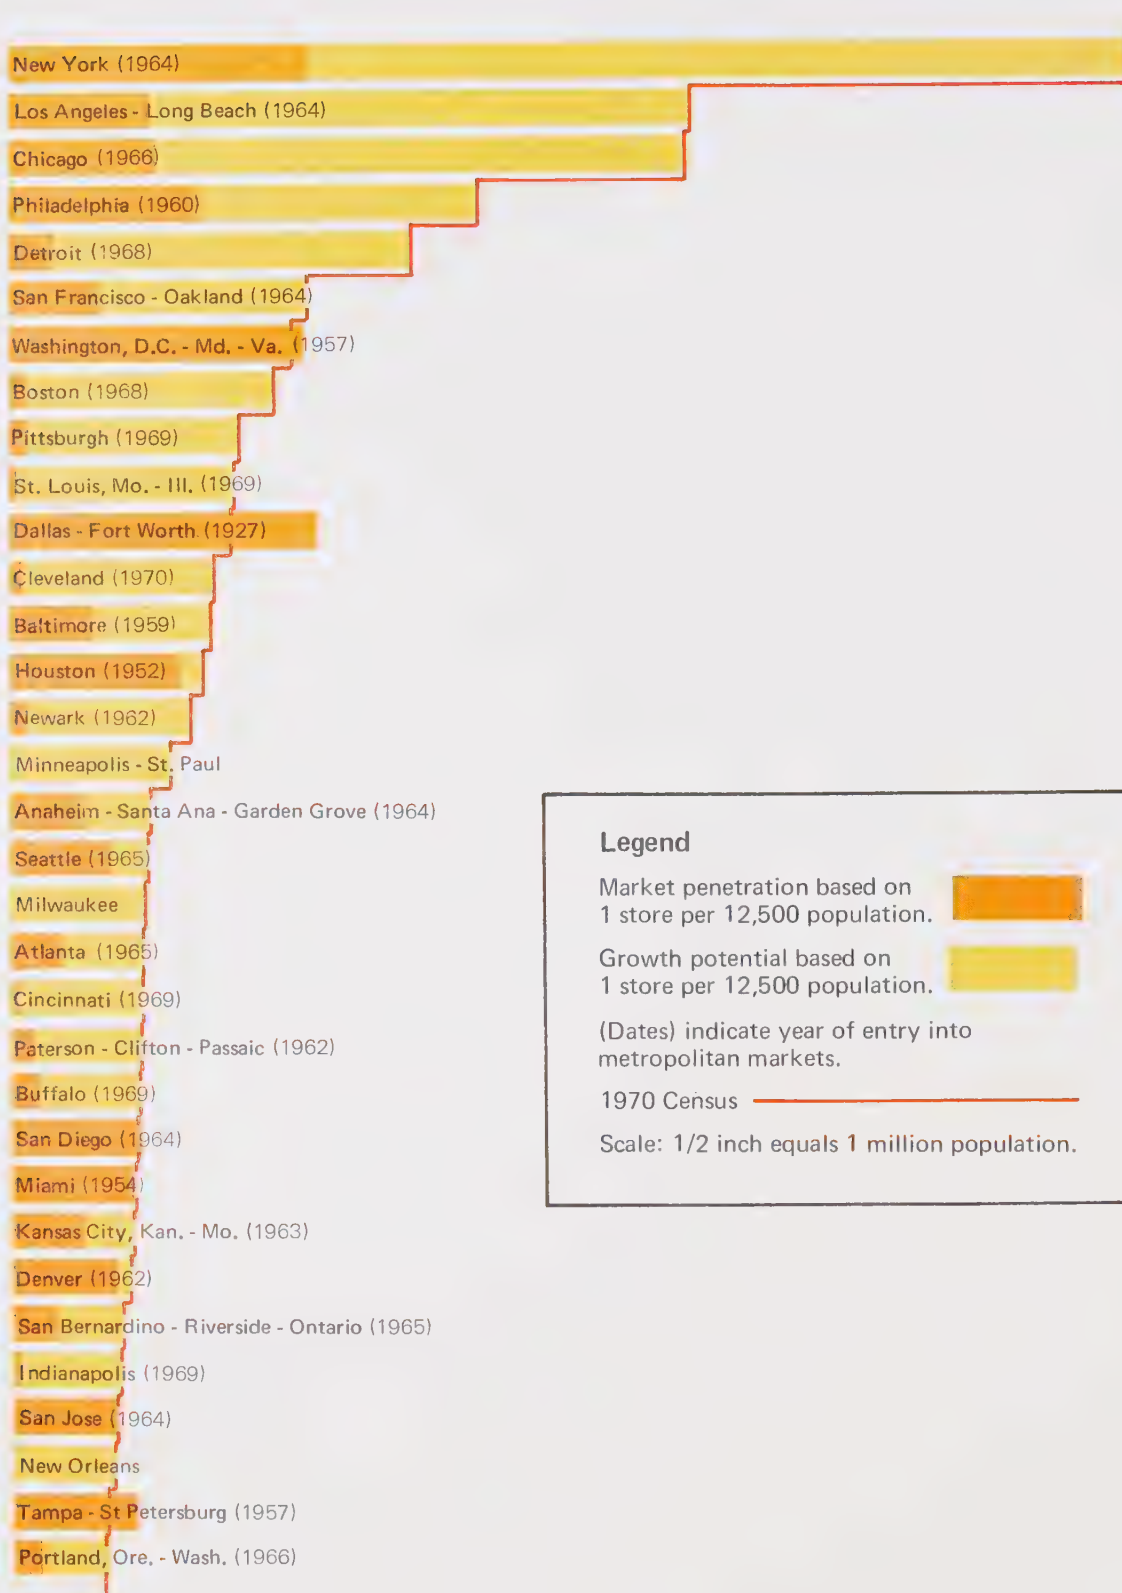 New York (1964)
Los Angeles - Long Beach (1964)
Chicago (1966)
Philadelphia (1960)
Detroit (1968)
San Francisco - Oakland (1964)
Washington, D.C. - Md. - Va. (1957)
Boston (1968)
Pittsburgh (1969)
St. Louis, Mo. - Ill. (1969)
Dallas - Fort Worth (1927)
Cleveland (1970)
Baltimore (1959)
Houston (1952)
Newark (1962)
Minneapolis - St. Paul
Anaheim - Santa Ana - Garden Grove (1964)
Seattle (1965)
Milwaukee
Atlanta (1965)
Cincinnati (1969)
Paterson - Clifton - Passaic (1962)
Buffalo (1969)
San Diego (1964)
Miami (1954)
Kansas City, Kan. - Mo. (1963)
Denver (1962)
San Bernardino - Riverside - Ontario (1965)
Indianapolis (1969)
San Jose (1964)
New Orleans
Tampa - St Petersburg (1957)
Portland, Ore. - Wash. (1966)
Legend
Market penetration based on
1 store per 12,500 population.
Growth potential based on
1 store per 12,500 population.
(Dates) indicate year of entry into
metropolitan markets.
1970 Census
Scale: 1/2 inch equals 1 million population.